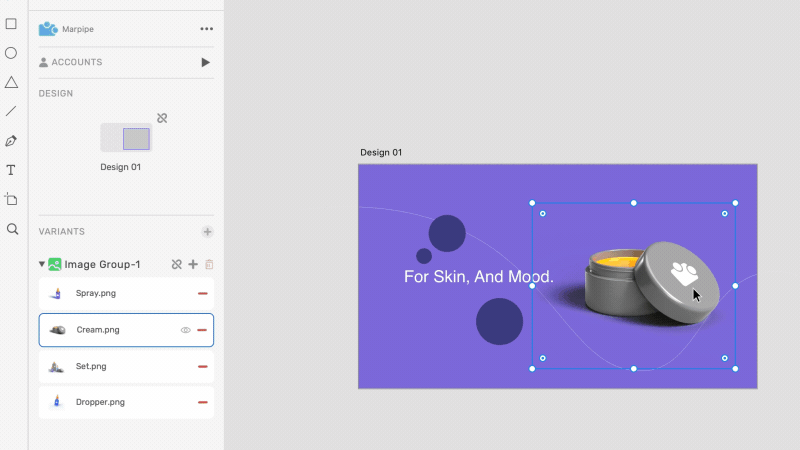 Marpipe
ACCOUNTS
DESIGN
Design 01
VARIANTS
Image Group-1
Spray.png
Cream.png
Set.png
Dropper.png
Design 01
For Skin, And Mood.